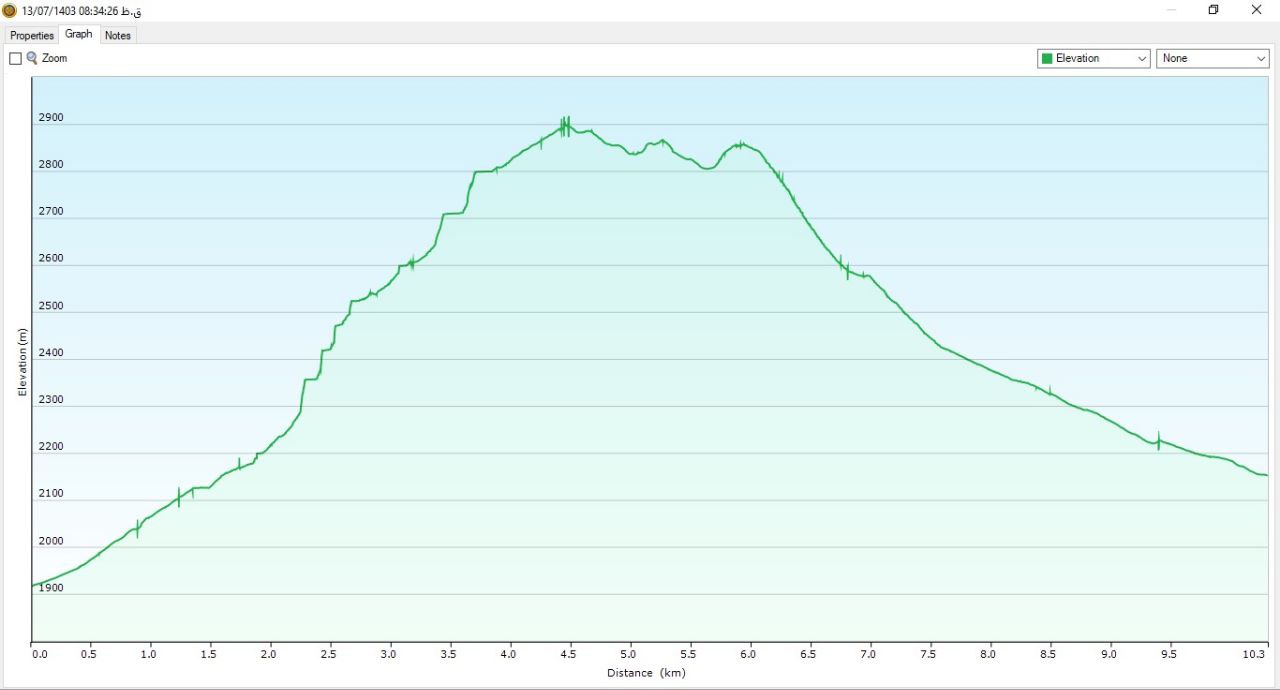 13/07/1403 08:34:26 ق.ظ
Properties Graph Notes
Zoom Elevation None
2900
2800
2700
2600
2500
2400
2300
2200
2100
2000
1900
Elevation (m)
0.0 0.5 1.0 1.5 2.0 2.5 3.0 3.5 4.0 4.5 5.0 5.5 6.0 6.5 7.0 7.5 8.0 8.5 9.0 9.5 10.3
Distance (km)